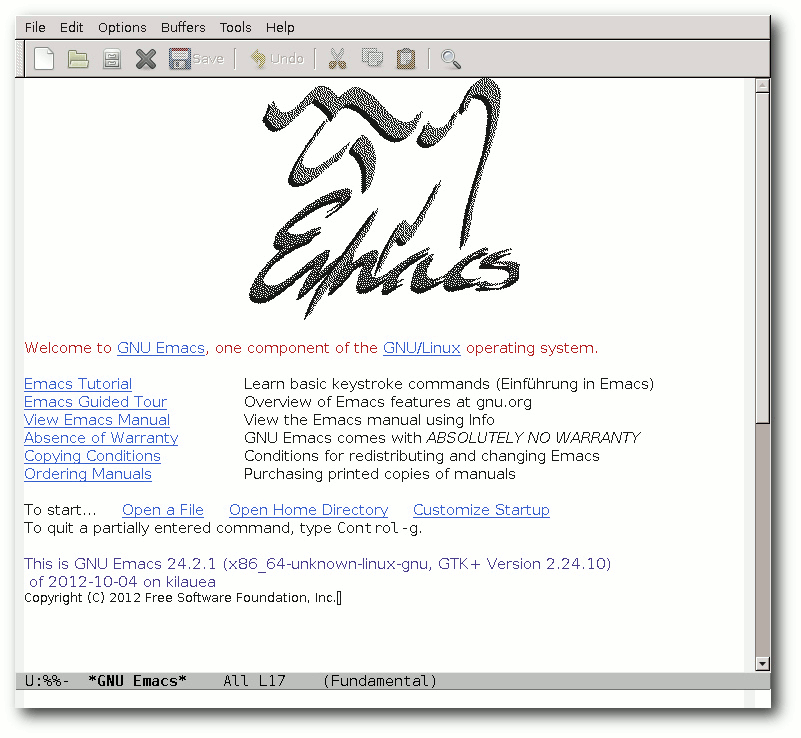 File Edit Options Buffers Tools Help
Save Undo
Emacs
Welcome to GNU Emacs, one component of the GNU/Linux operating system.
Emacs Tutorial Learn basic keystroke commands (Einführung in Emacs)
Emacs Guided Tour Overview of Emacs features at gnu.org
View Emacs Manual View the Emacs manual using Info
Absence of Warranty GNU Emacs comes with ABSOLUTELY NO WARRANTY
Copying Conditions Conditions for redistributing and changing Emacs
Ordering Manuals Purchasing printed copies of manuals
To start... Open a File Open Home Directory Customize Startup
To quit a partially entered command, type Control-g.
This is GNU Emacs 24.2.1 (x86_64-unknown-linux-gnu, GTK+ Version 2.24.10)
of 2012-10-04 on kilauea
Copyright (C) 2012 Free Software Foundation, Inc.
U:%%- *GNU Emacs* All L17 (Fundamental)